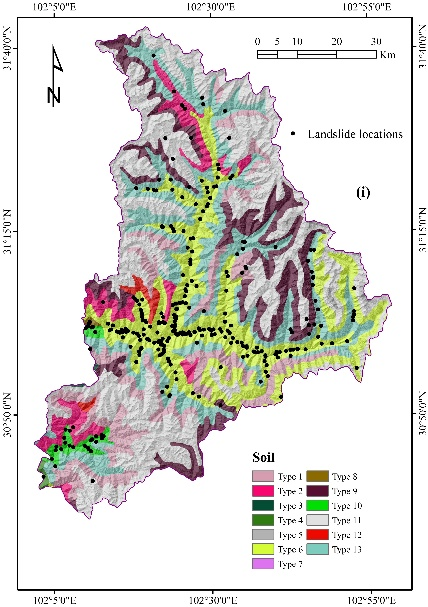 102°5'0"E 102°30'0"E 102°55'0"E
31°40'0"N 31°40'0"N
0 5 10 20 30
Km
N
Landslide locations
(i)
31°15'0"N 31°15'0"N
30°50'0"N 30°50'0"N
Soil
Type 1 Type 8
Type 2 Type 9
Type 3 Type 10
Type 4 Type 11
Type 5 Type 12
Type 6 Type 13
Type 7
102°5'0"E 102°30'0"E 102°55'0"E